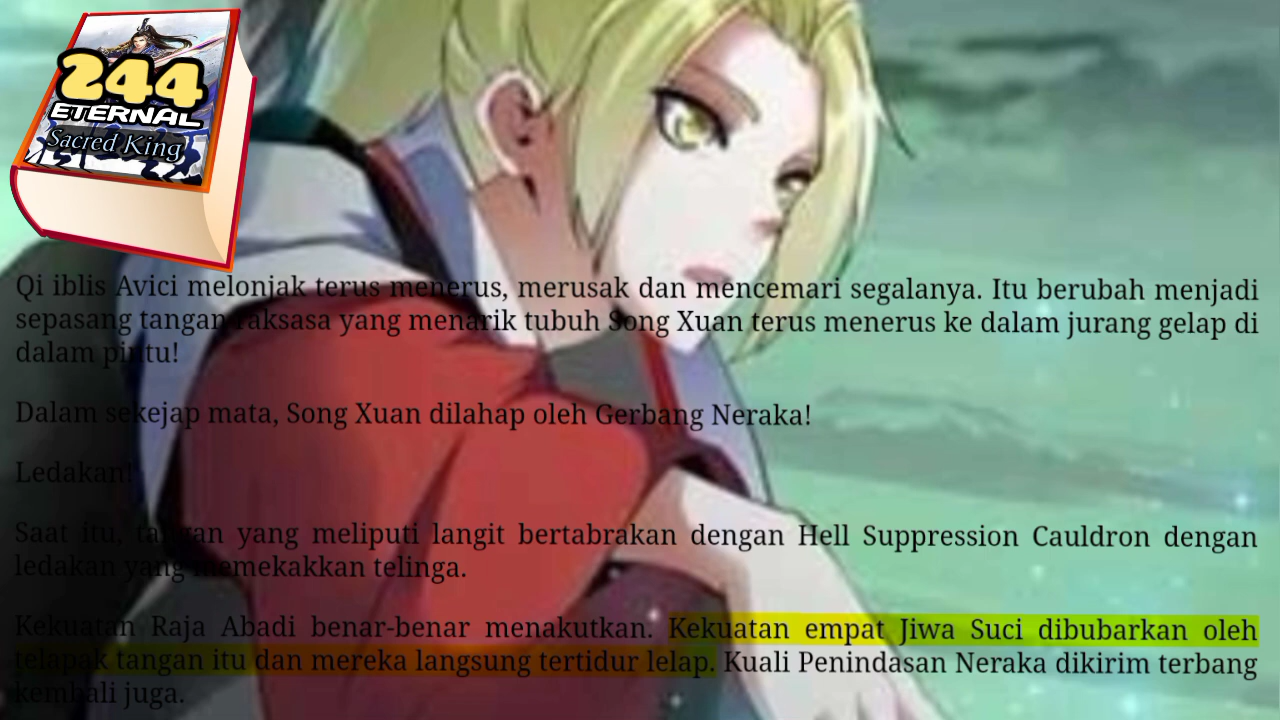 244
ETERNAL
Sacred King
Qi iblis Avici melonjak terus menerus, merusak dan mencemari segalanya. Itu berubah menjadi
sepasang tangan raksasa yang menarik tubuh Song Xuan terus menerus ke dalam jurang gelap di
dalam pintu!
Dalam sekejap mata, Song Xuan dilahap oleh Gerbang Neraka!
Ledakan!
Saat itu, tangan yang meliputi langit bertabrakan dengan Hell Suppression Cauldron dengan
ledakan yang memekakkan telinga.
Kekuatan Raja Abadi benar-benar menakutkan. Kekuatan empat Jiwa Suci dibubarkan oleh
telapak tangan itu dan mereka langsung tertidur lelap. Kuali Penindasan Neraka dikirim terbang
kembali juga.